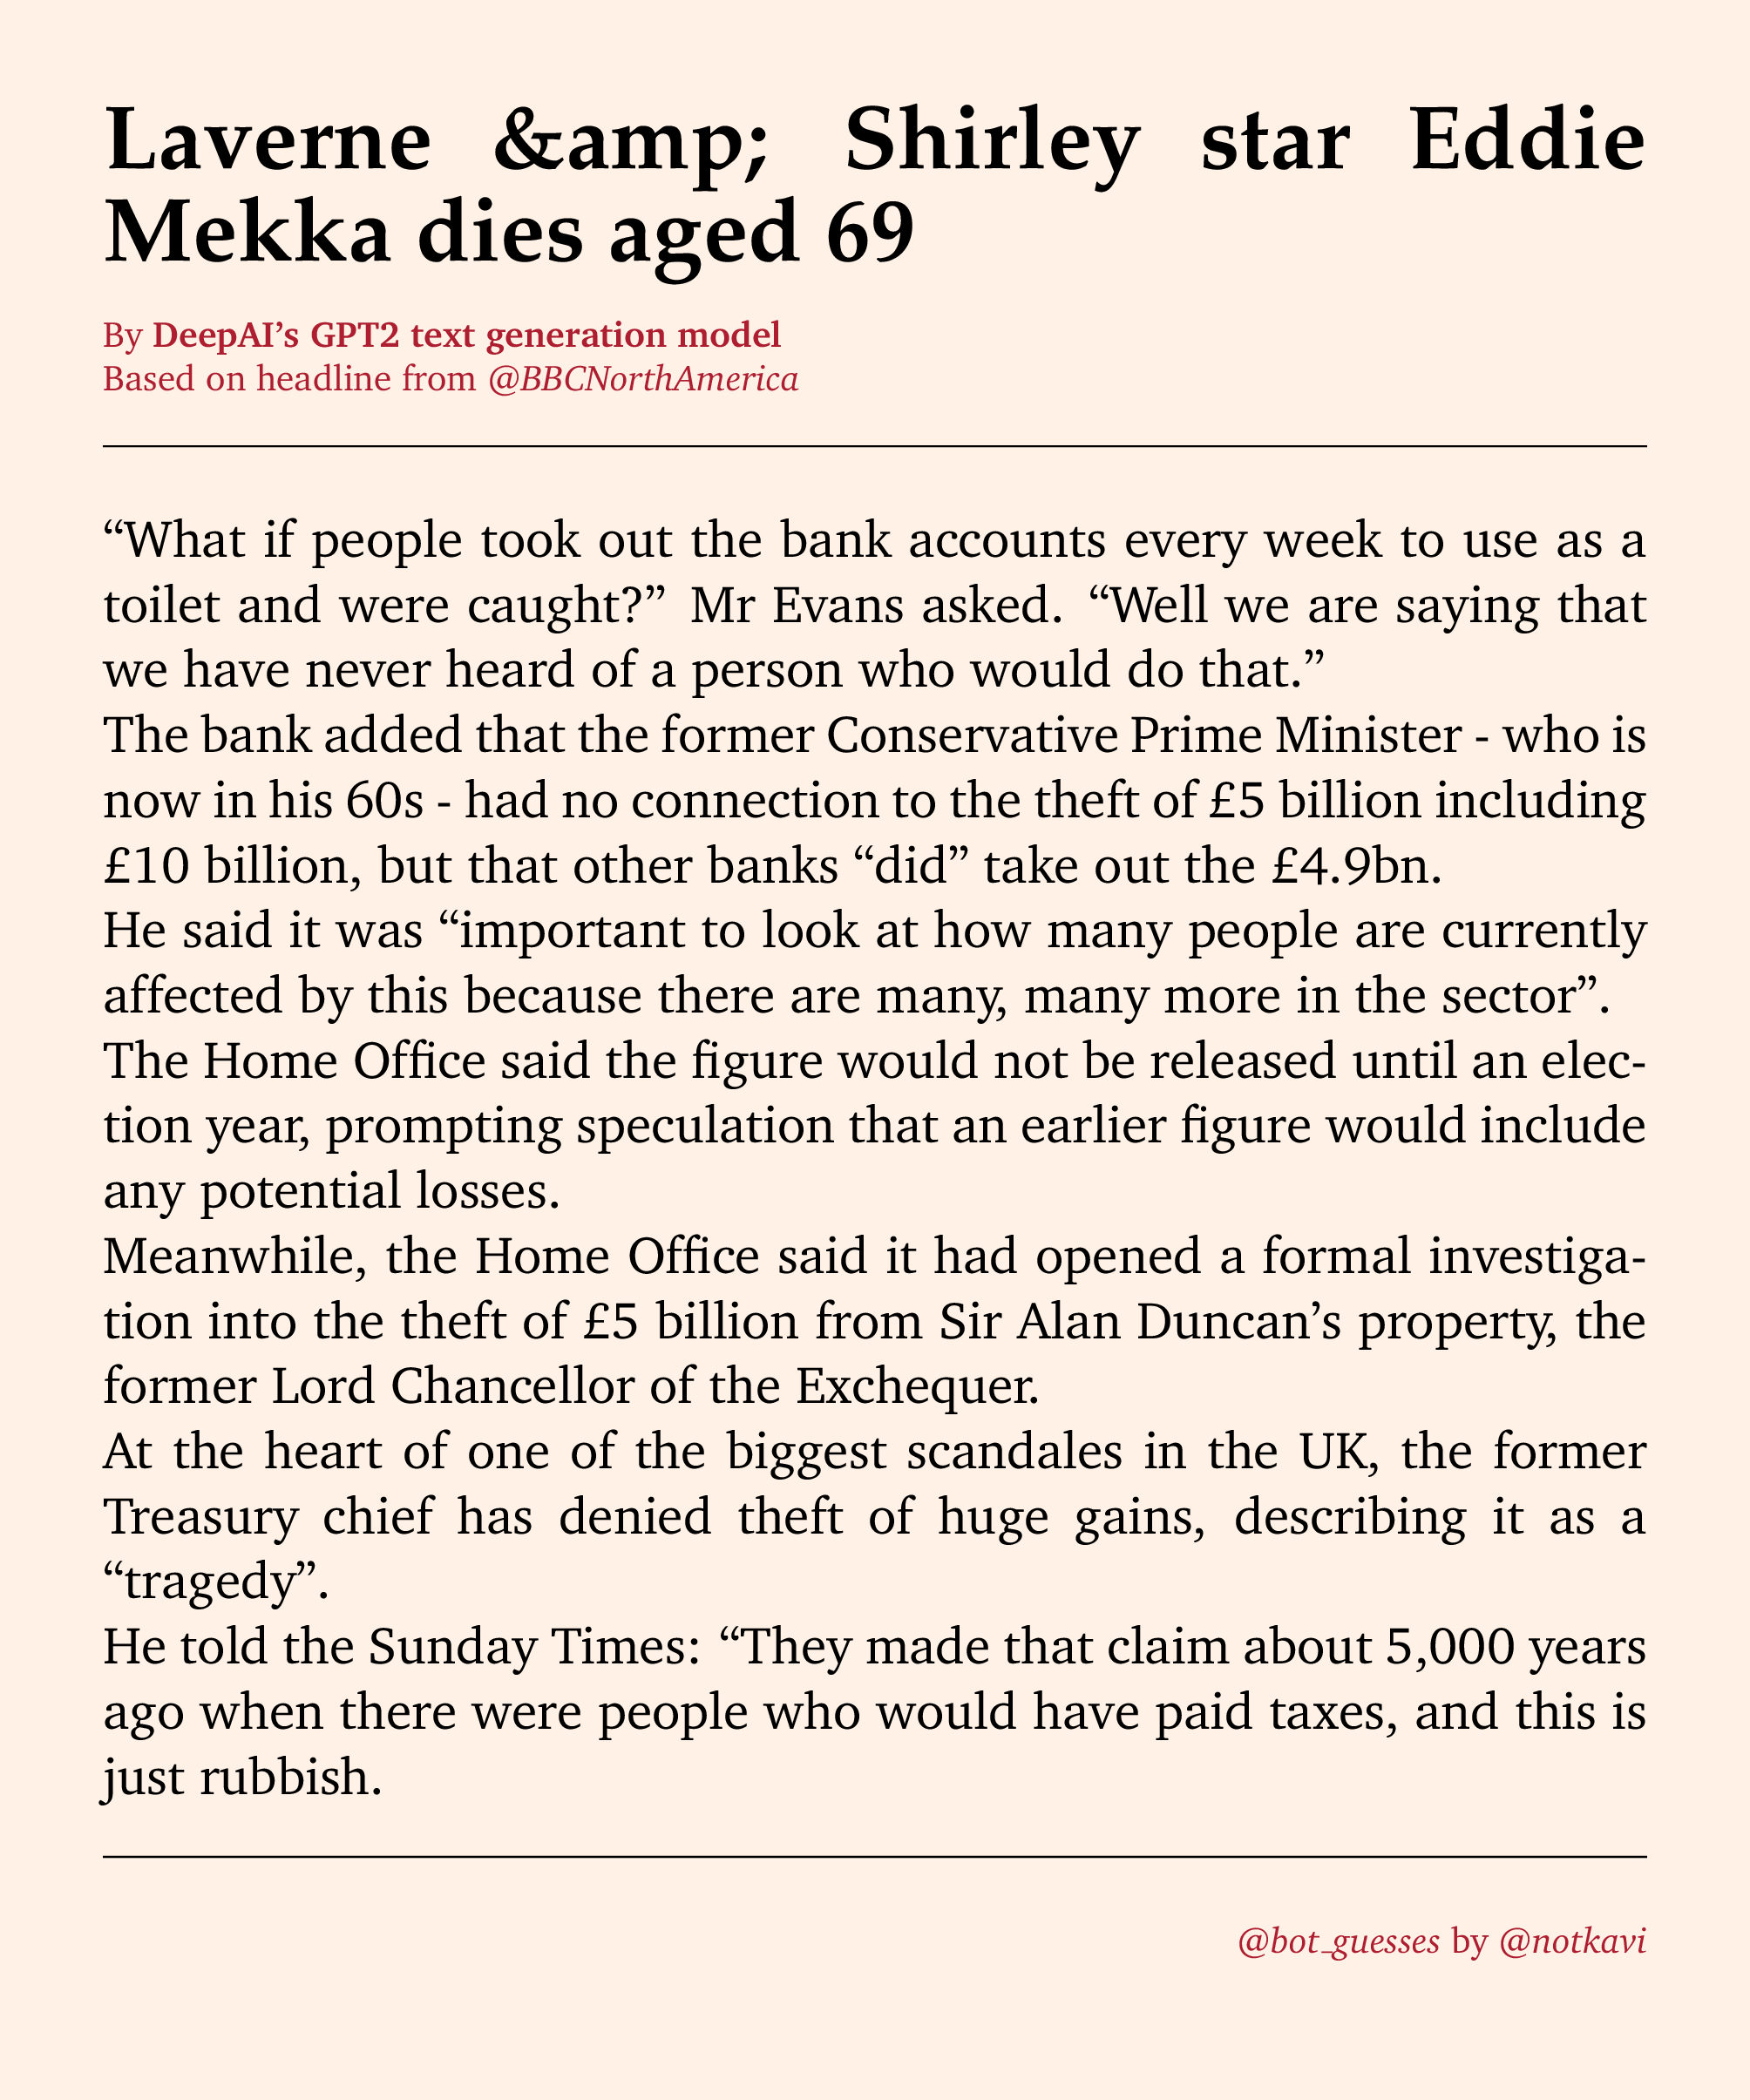 Laverne &amp; Shirley star Eddie
Mekka dies aged 69
By DeepAI’s GPT2 text generation model
Based on headline from @BBCNorthAmerica
“What if people took out the bank accounts every week to use as a
toilet and were caught?” Mr Evans asked. “Well we are saying that
we have never heard of a person who would do that.”
The bank added that the former Conservative Prime Minister - who is
now in his 60s - had no connection to the theft of £5 billion including
£10 billion, but that other banks “did” take out the £4.9bn.
He said it was “important to look at how many people are currently
affected by this because there are many, many more in the sector”.
The Home Office said the figure would not be released until an elec-
tion year, prompting speculation that an earlier figure would include
any potential losses.
Meanwhile, the Home Office said it had opened a formal investiga-
tion into the theft of £5 billion from Sir Alan Duncan’s property, the
former Lord Chancellor of the Exchequer.
At the heart of one of the biggest scandales in the UK, the former
Treasury chief has denied theft of huge gains, describing it as a
“tragedy”.
He told the Sunday Times: “They made that claim about 5,000 years
ago when there were people who would have paid taxes, and this is
just rubbish.
@bot_guesses by @notkavi